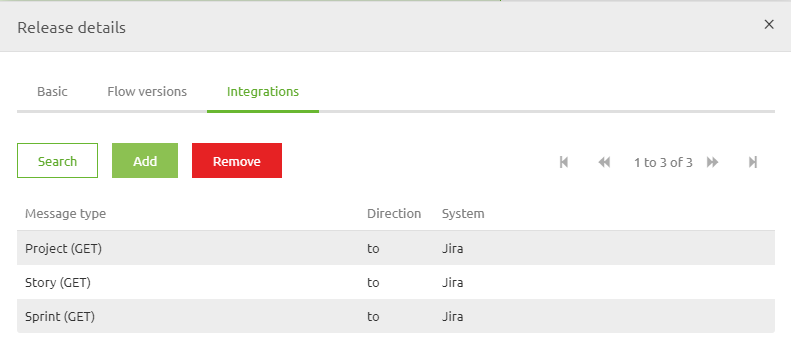 Release details
Basic Flow versions Integrations
Search Add Remove 1 to 3 of 3
Message type Direction System
Project (GET) to Jira
Story (GET) to Jira
Sprint (GET) to Jira